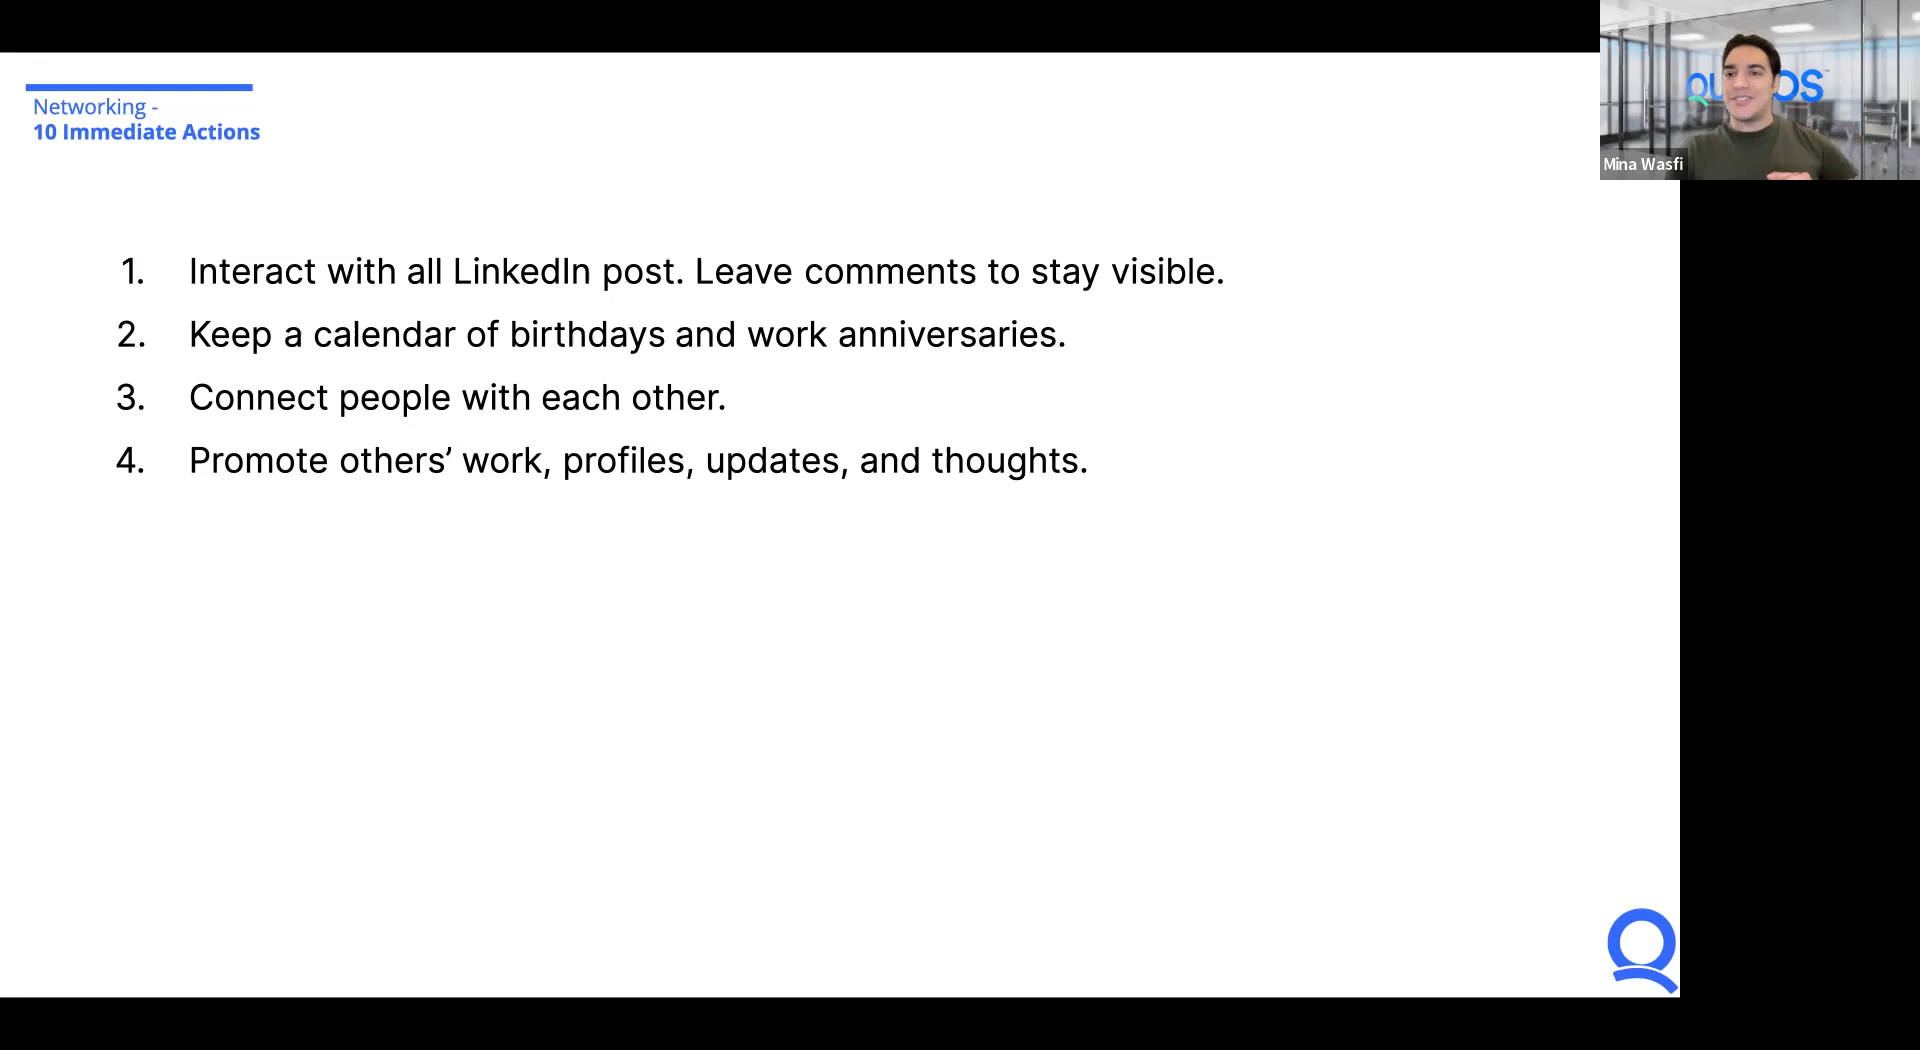 Networking -
10 Immediate Actions
Mina Wasfi
1. Interact with all LinkedIn post. Leave comments to stay visible.
2. Keep a calendar of birthdays and work anniversaries.
3. Connect people with each other.
4. Promote others’ work, profiles, updates, and thoughts.